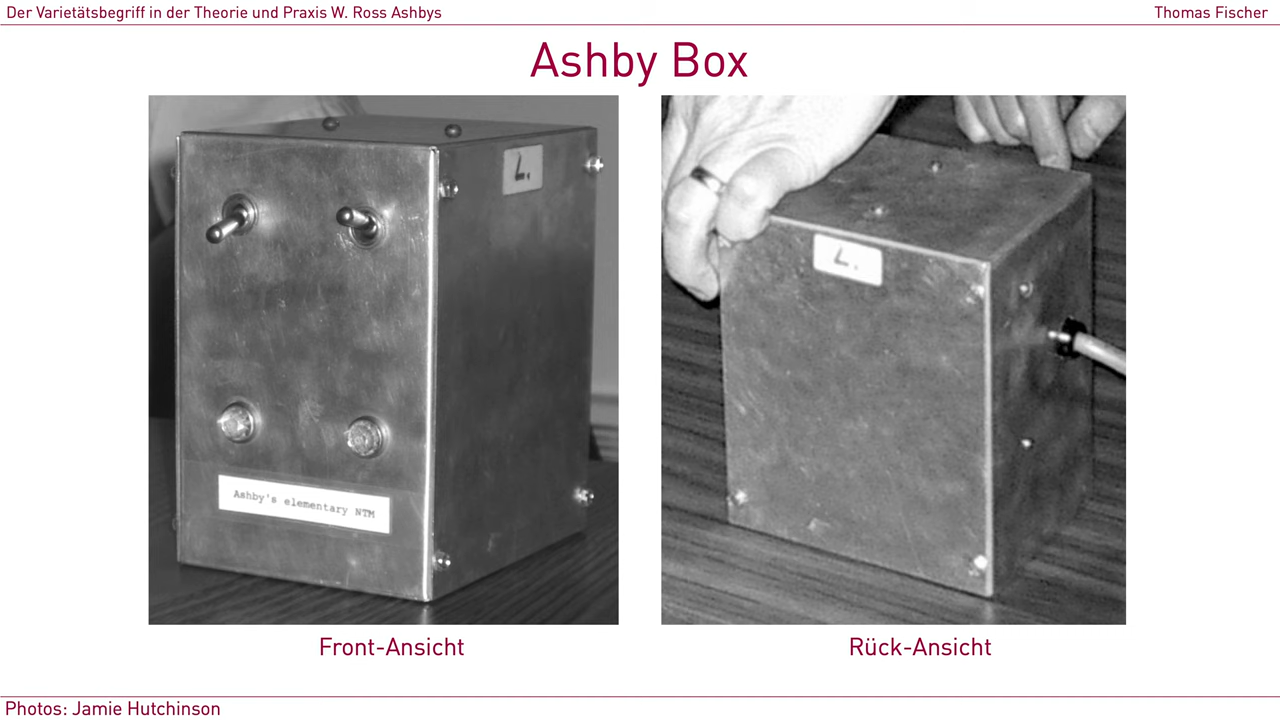 Der Varietätsbegriff in der Theorie und Praxis W. Ross Ashbys
Thomas Fischer
Ashby Box
L.
Ashby's elementary NTM
L.
Front-Ansicht
Rück-Ansicht
Photos: Jamie Hutchinson